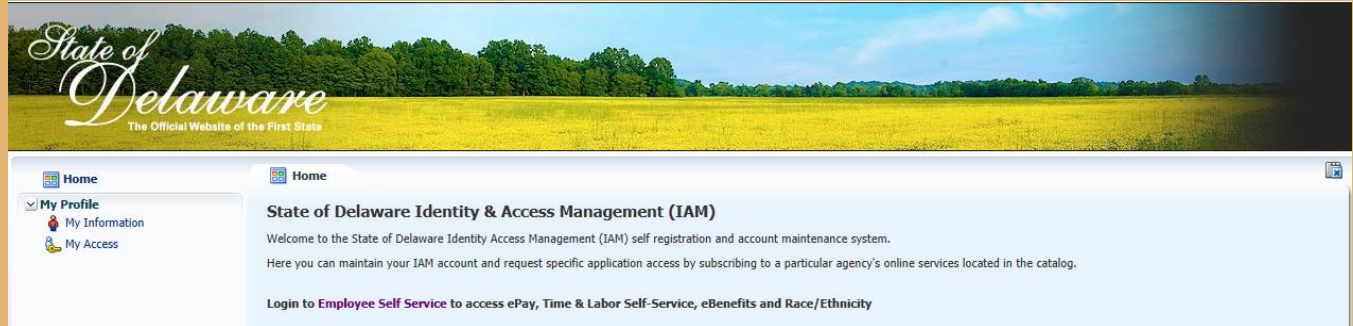 State of
Delaware
The Official Website of the First State
Home
My Profile
My Information
My Access
Home
State of Delaware Identity & Access Management (IAM)
Welcome to the State of Delaware Identity Access Management (IAM) self registration and account maintenance system.
Here you can maintain your IAM account and request specific application access by subscribing to a particular agency's online services located in the catalog.
Login to Employee Self Service to access ePay, Time & Labor Self-Service, eBenefits and Race/Ethnicity